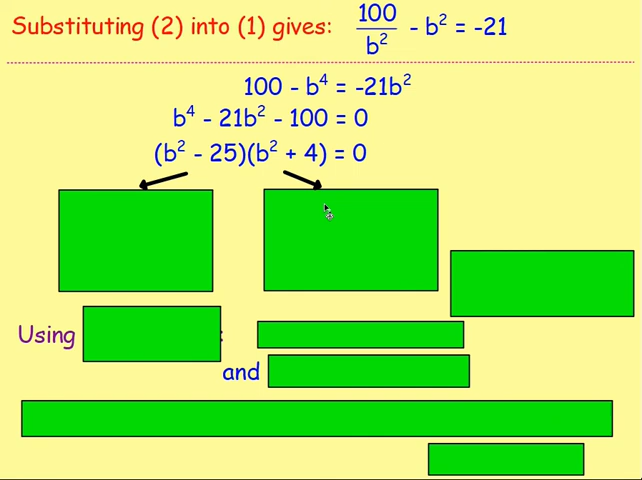 Substituting (2) into (1) gives: 100/b² - b² = -21
100 - b⁴ = -21b²
b⁴ - 21b² - 100 = 0
(b² - 25)(b² + 4) = 0
Using :
and